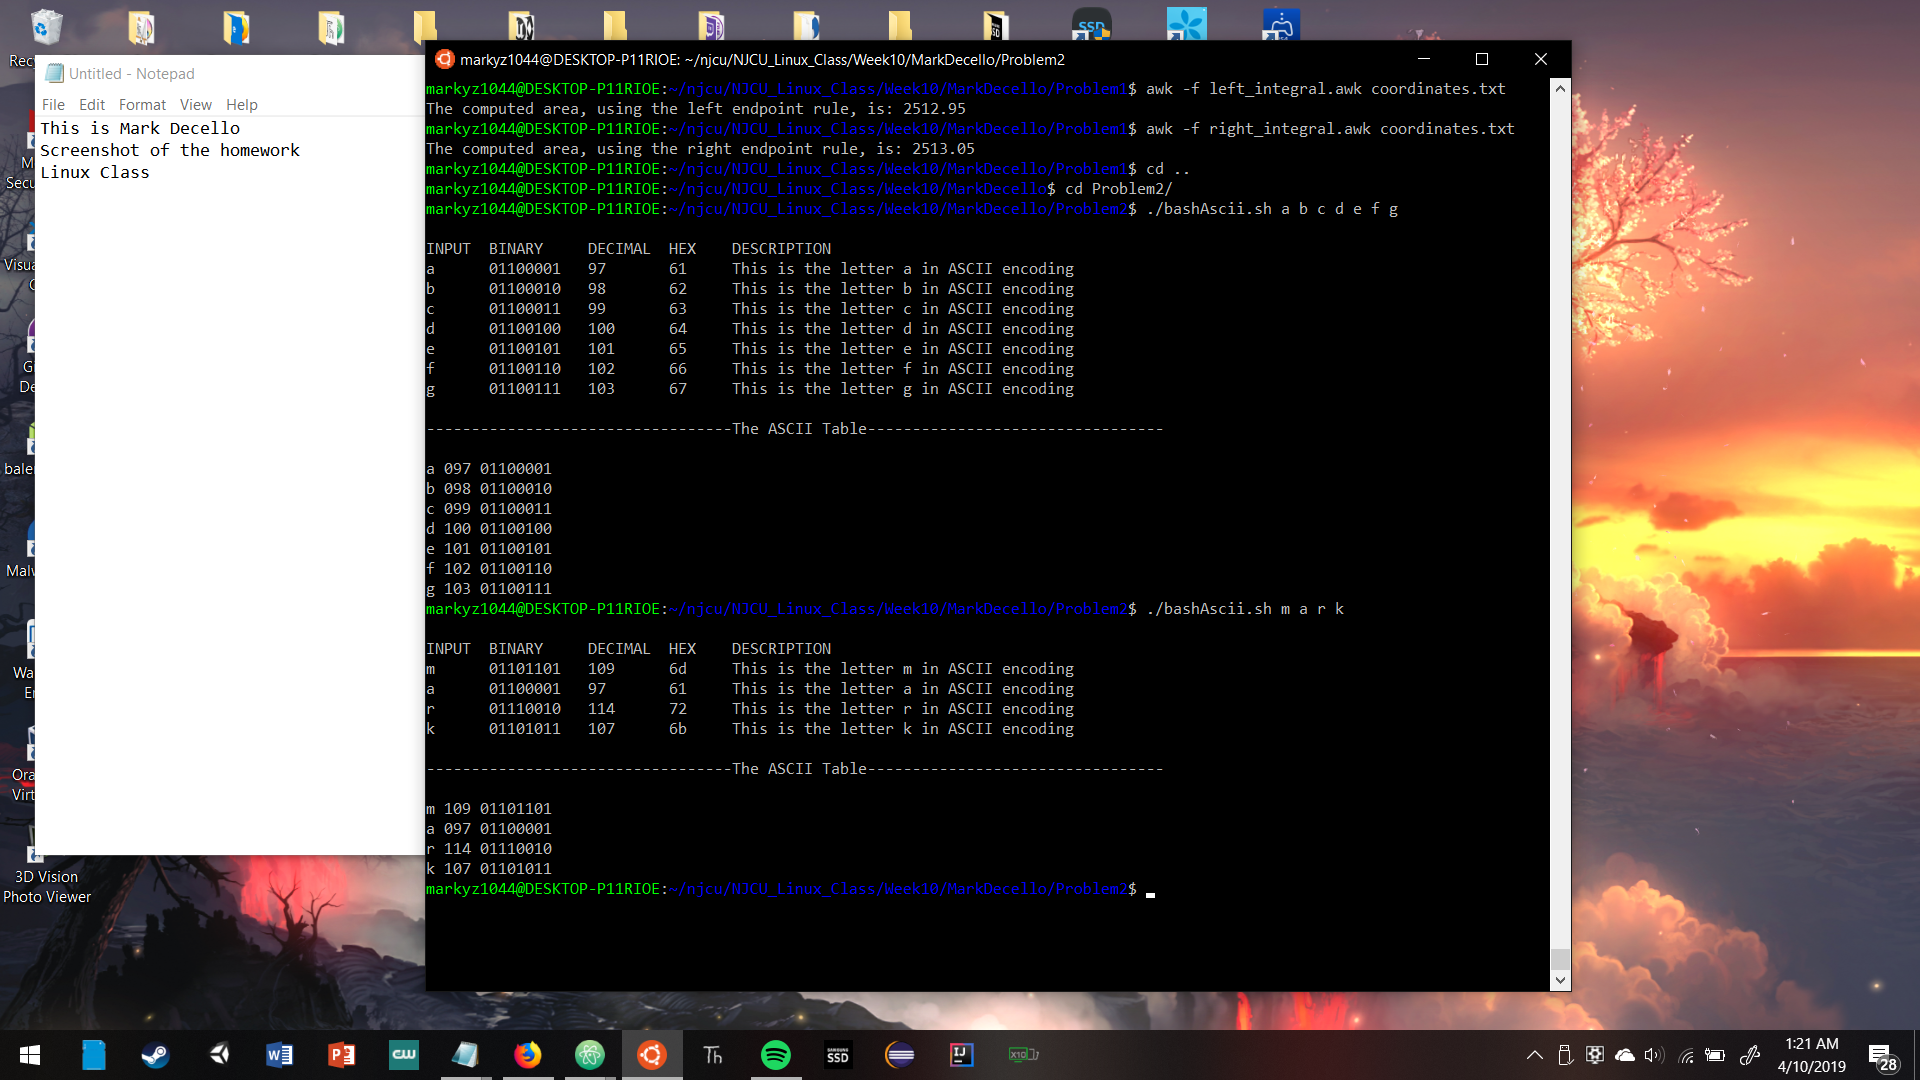 Untitled - Notepad
File Edit Format View Help
This is Mark Decello
Screenshot of the homework
Linux Class
markyz1044@DESKTOP-P11RIOE: ~/njcu/NJCU_Linux_Class/Week10/MarkDecello/Problem2
markyz1044@DESKTOP-P11RIOE:~/njcu/NJCU_Linux_Class/Week10/MarkDecello/Problem1$ awk -f left_integral.awk coordinates.txt
The computed area, using the left endpoint rule, is: 2512.95
markyz1044@DESKTOP-P11RIOE:~/njcu/NJCU_Linux_Class/Week10/MarkDecello/Problem1$ awk -f right_integral.awk coordinates.txt
The computed area, using the right endpoint rule, is: 2513.05
markyz1044@DESKTOP-P11RIOE:~/njcu/NJCU_Linux_Class/Week10/MarkDecello/Problem1$ cd ..
markyz1044@DESKTOP-P11RIOE:~/njcu/NJCU_Linux_Class/Week10/MarkDecello$ cd Problem2/
markyz1044@DESKTOP-P11RIOE:~/njcu/NJCU_Linux_Class/Week10/MarkDecello/Problem2$ ./bashAscii.sh a b c d e f g
INPUT BINARY DECIMAL HEX DESCRIPTION
a 01100001 97 61 This is the letter a in ASCII encoding
b 01100010 98 62 This is the letter b in ASCII encoding
c 01100011 99 63 This is the letter c in ASCII encoding
d 01100100 100 64 This is the letter d in ASCII encoding
e 01100101 101 65 This is the letter e in ASCII encoding
f 01100110 102 66 This is the letter f in ASCII encoding
g 01100111 103 67 This is the letter g in ASCII encoding
----------------------------------The ASCII Table---------------------------------
a 097 01100001
b 098 01100010
c 099 01100011
d 100 01100100
e 101 01100101
f 102 01100110
g 103 01100111
markyz1044@DESKTOP-P11RIOE:~/njcu/NJCU_Linux_Class/Week10/MarkDecello/Problem2$ ./bashAscii.sh m a r k
INPUT BINARY DECIMAL HEX DESCRIPTION
m 01101101 109 6d This is the letter m in ASCII encoding
a 01100001 97 61 This is the letter a in ASCII encoding
r 01110010 114 72 This is the letter r in ASCII encoding
k 01101011 107 6b This is the letter k in ASCII encoding
----------------------------------The ASCII Table---------------------------------
m 109 01101101
a 097 01100001
r 114 01110010
k 107 01101011
markyz1044@DESKTOP-P11RIOE:~/njcu/NJCU_Linux_Class/Week10/MarkDecello/Problem2$
3D Vision
Photo Viewer
SSD
CW
Th
SAMSUNG
SSD
IJ
1:21 AM
4/10/2019
28